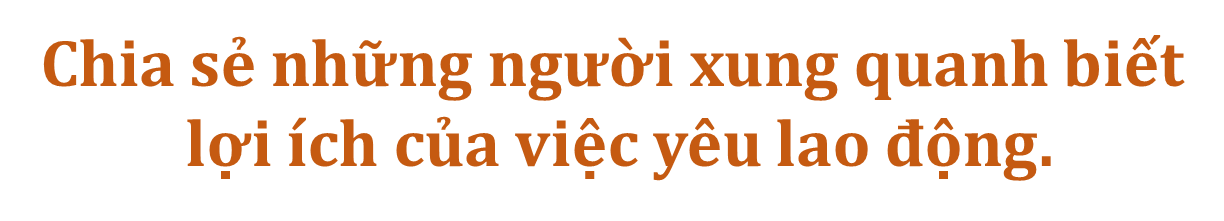 Chia sẻ những người xung quanh biết
lợi ích của việc yêu lao động.